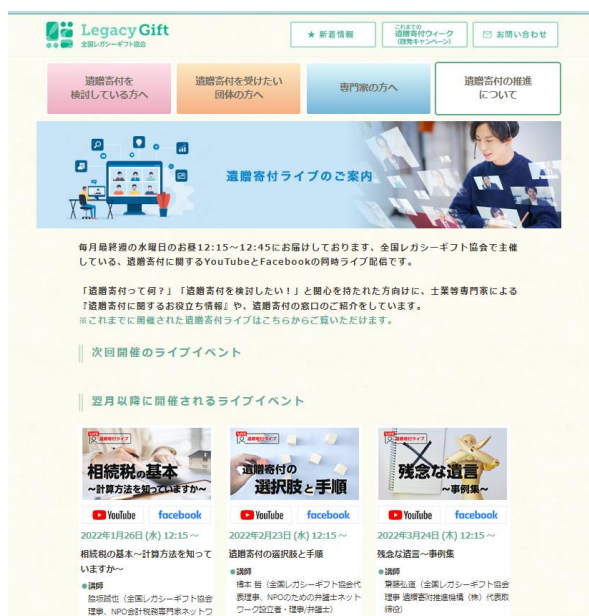 Legacy Gift
全国レガシーギフト協会
★ 新着情報
これまでの
遺贈寄付ウィーク
(啓発キャンペーン)
お問い合わせ
遺贈寄付を
検討している方へ
遺贈寄付を受けたい
団体の方へ
専門家の方へ
遺贈寄付の推進
について
遺贈寄付ライブのご案内
毎月最終週の水曜日のお昼12:15～12:45にお届けしております、全国レガシーギフト協会で主催
している、遺贈寄付に関するYouTubeとFacebookの同時ライブ配信です。
「遺贈寄付って何？」「遺贈寄付を検討したい！」と関心を持たれた方向けに、士業等専門家による
『遺贈寄付に関するお役立ち情報』や、遺贈寄付の窓口のご紹介をしています。
※これまでに開催された遺贈寄付ライブはこちらからご覧いただけます。
次回開催のライブイベント
翌月以降に開催されるライブイベント
LIVE
遺贈寄付ライブ
相続税の基本
～計算方法を知っていますか～
YouTube facebook
2022年1月26日(水) 12:15～
相続税の基本~計算方法を知って
いますか~
●講師
脇坂誠也（全国レガシーギフト協会
理事、NPO会計税務専門家ネットワ
LIVE
遺贈寄付ライブ
遺贈寄付の
選択肢と手順
YouTube facebook
2022年2月23日(水) 12:15～
遺贈寄付の選択肢と手順
●講師
樽本 哲（全国レガシーギフト協会代
表理事、NPOのための弁護士ネット
ワーク設立者・理事/弁護士）
LIVE
遺贈寄付ライブ
残念な遺言
～事例集～
YouTube facebook
2022年3月24日(木) 12:15～
残念な遺言~事例集
●講師
齋藤弘道（全国レガシーギフト協会
理事 遺贈寄付推進機構（株）代表取
締役）